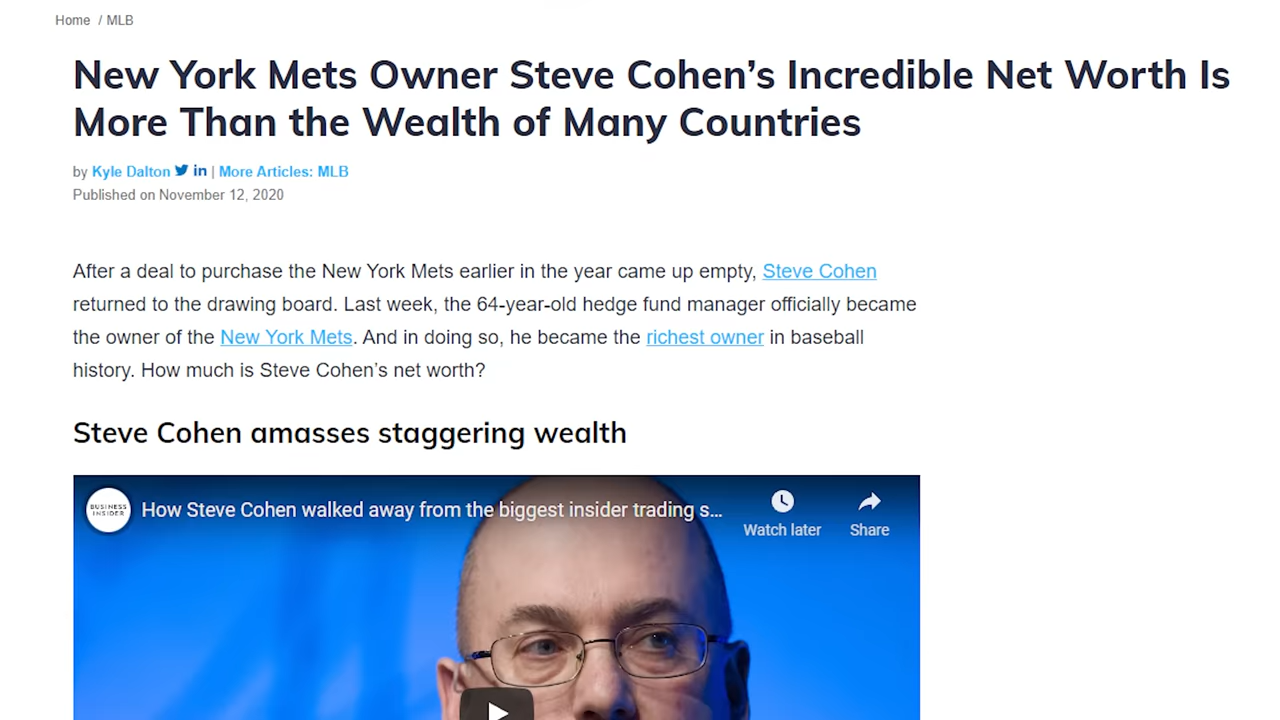 Home / MLB
New York Mets Owner Steve Cohen’s Incredible Net Worth Is
More Than the Wealth of Many Countries
by Kyle Dalton in | More Articles: MLB
Published on November 12, 2020
After a deal to purchase the New York Mets earlier in the year came up empty, Steve Cohen
returned to the drawing board. Last week, the 64-year-old hedge fund manager officially became
the owner of the New York Mets. And in doing so, he became the richest owner in baseball
history. How much is Steve Cohen’s net worth?
Steve Cohen amasses staggering wealth
BUSINESS
INSIDER
How Steve Cohen walked away from the biggest insider trading s...
Watch later
Share